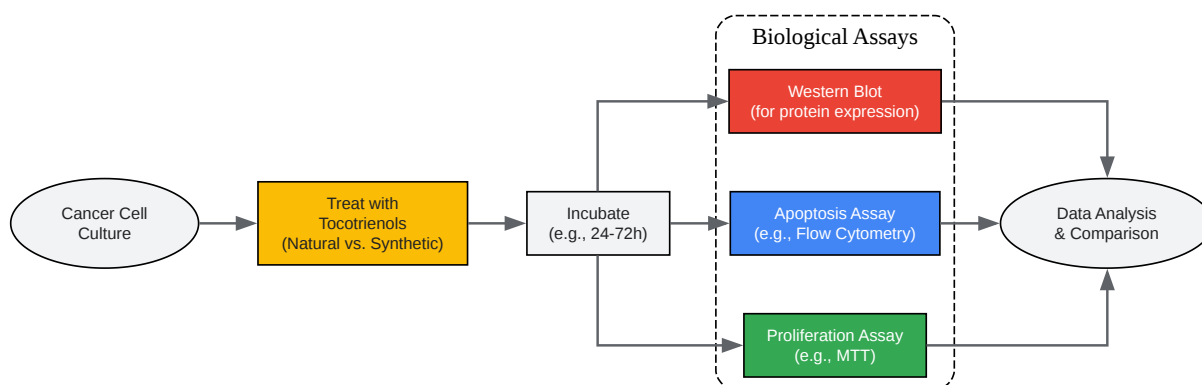 Biological Assays
Western Blot
(for protein expression)
Cancer Cell
Culture
Treat with
Tocotrienols
(Natural vs. Synthetic)
Incubate
(e.g., 24-72h)
Apoptosis Assay
(e.g., Flow Cytometry)
Data Analysis
& Comparison
Proliferation Assay
(e.g., MTT)